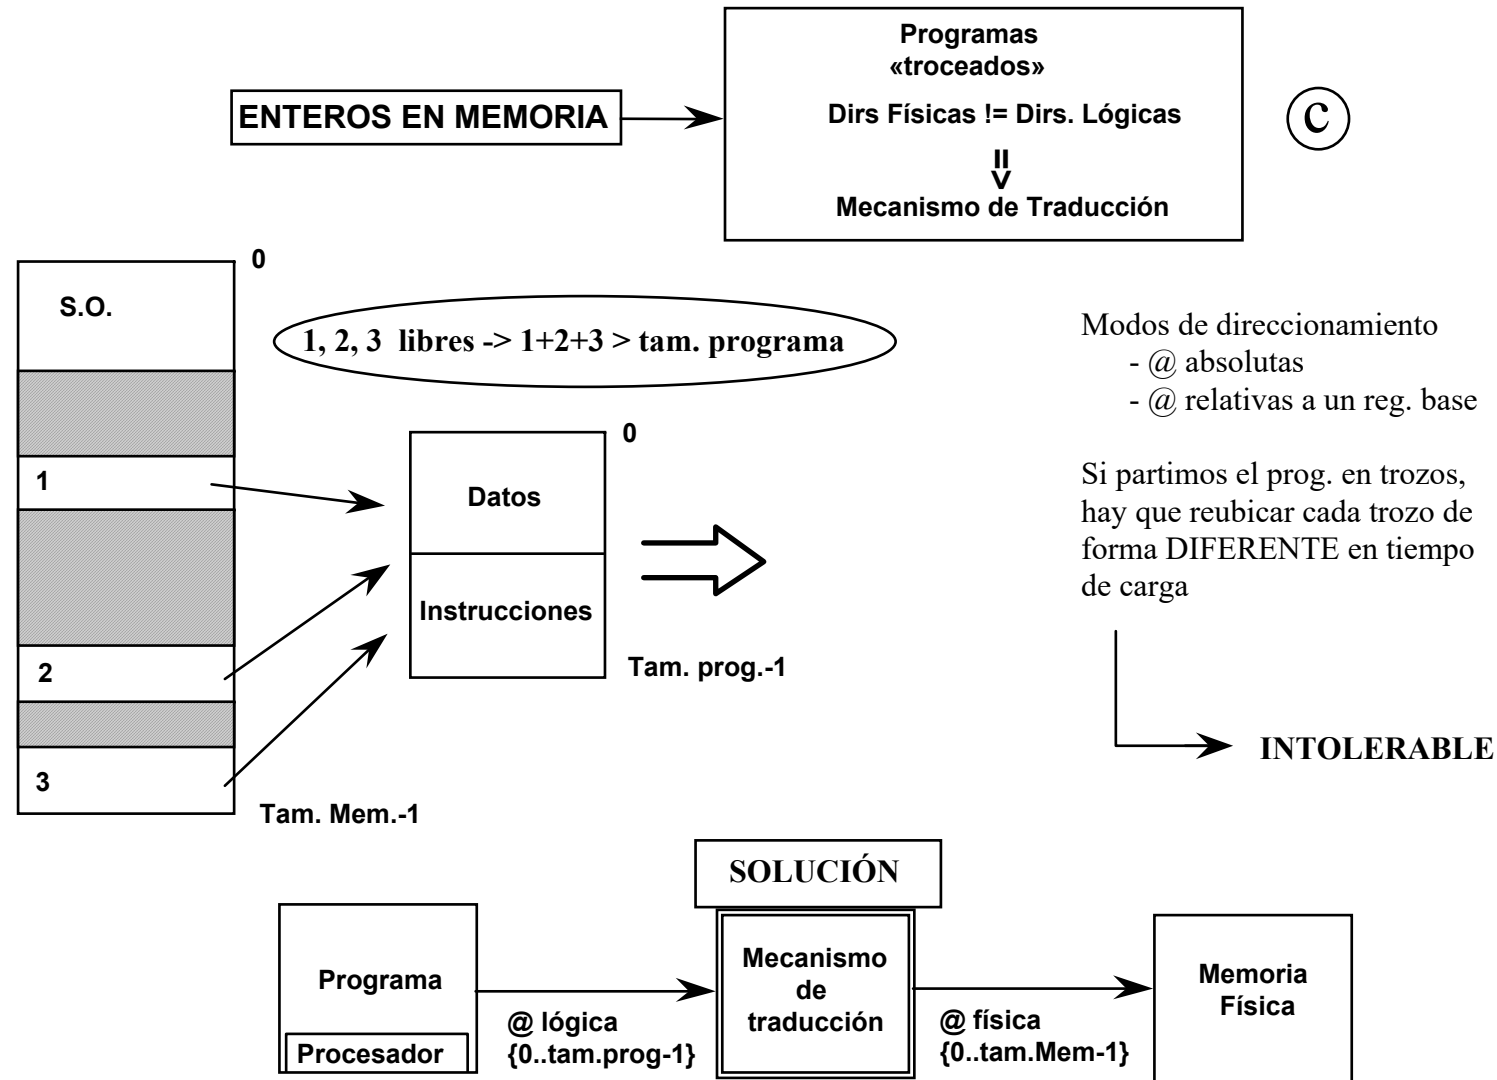 Programas
«troceados»
ENTEROS EN MEMORIA
Dirs Físicas != Dirs. Lógicas
C
=>
Mecanismo de Traducción
0
S.O.
1, 2, 3 libres -> 1+2+3 > tam. programa
Modos de direccionamiento
- @ absolutas
- @ relativas a un reg. base
0
1
Datos
Si partimos el prog. en trozos,
hay que reubicar cada trozo de
forma DIFERENTE en tiempo
de carga
Instrucciones
2
Tam. prog.-1
INTOLERABLE
3
Tam. Mem.-1
SOLUCIÓN
Programa
Procesador
@ lógica
{0..tam.prog-1}
Mecanismo
de
traducción
@ física
{0..tam.Mem-1}
Memoria
Física